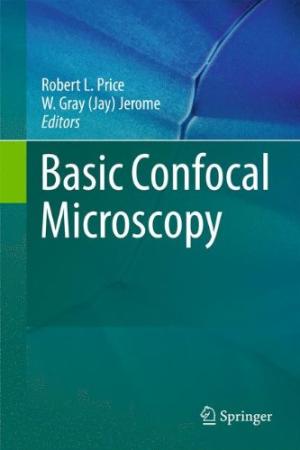 Robert L. Price
W. Gray (Jay) Jerome
Editors
Basic Confocal
Microscopy
Springer